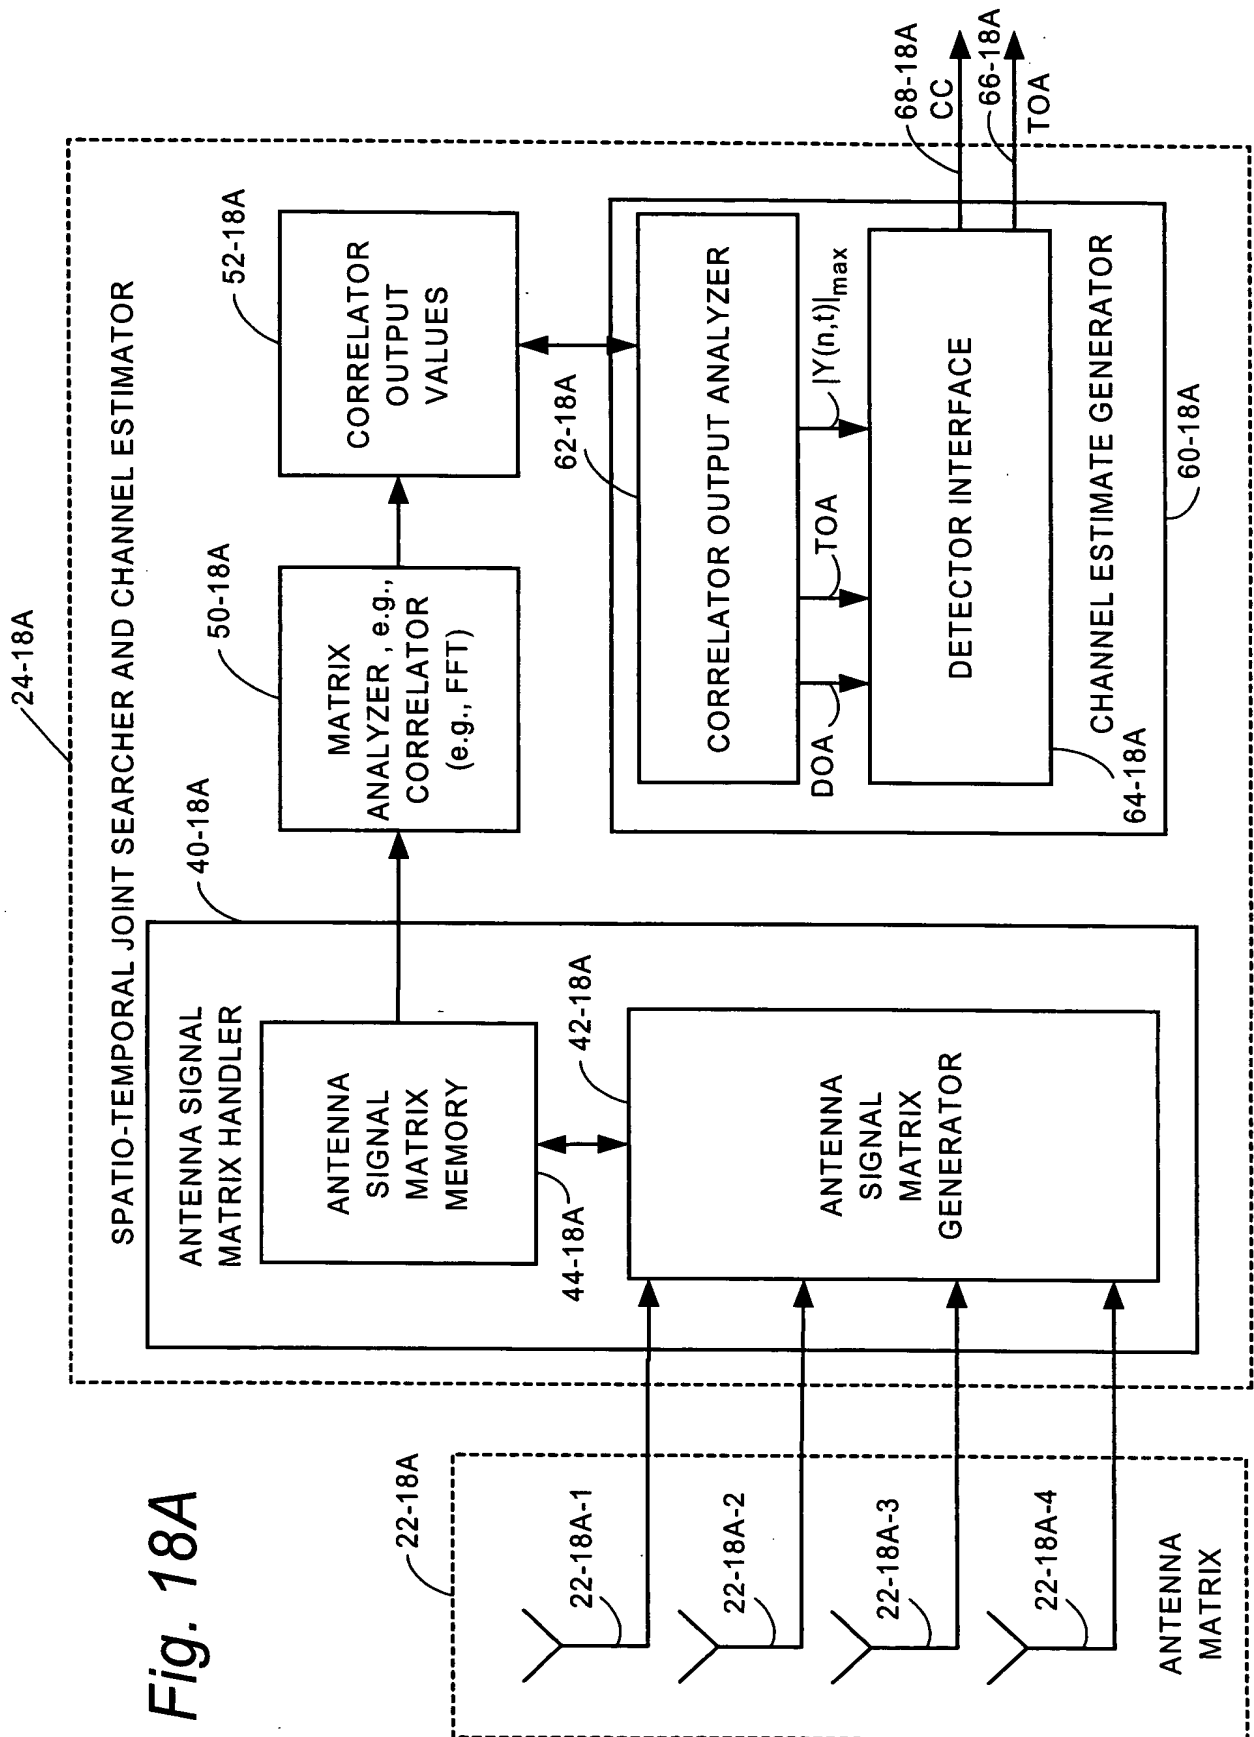 Fig. 18A
24-18A
SPATIO-TEMPORAL JOINT SEARCHER AND CHANNEL ESTIMATOR
22-18A
22-18A-1
22-18A-2
22-18A-3
22-18A-4
ANTENNA
MATRIX
40-18A
ANTENNA SIGNAL
MATRIX HANDLER
ANTENNA
SIGNAL
MATRIX
MEMORY
44-18A
42-18A
ANTENNA
SIGNAL
MATRIX
GENERATOR
50-18A
MATRIX
ANALYZER, e.g.,
CORRELATOR
(e.g., FFT)
52-18A
CORRELATOR
OUTPUT
VALUES
62-18A
CORRELATOR OUTPUT ANALYZER
DOA
TOA
|Y(n,t)|max
DETECTOR INTERFACE
64-18A
CHANNEL ESTIMATE GENERATOR
60-18A
68-18A
CC
66-18A
TOA